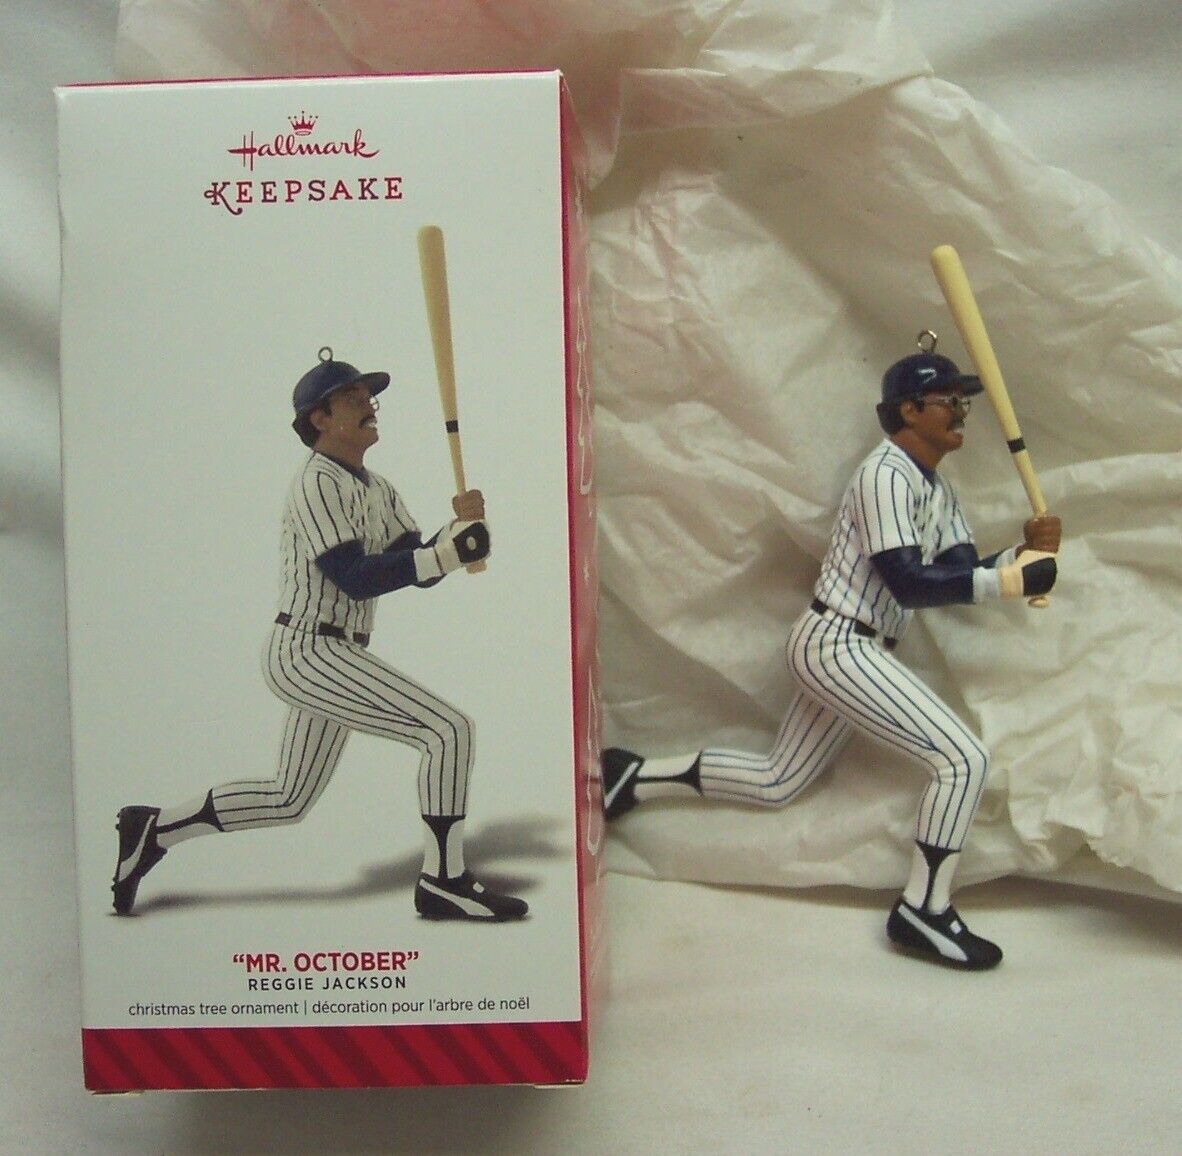 Hallmark
KEEPSAKE
“MR. OCTOBER”
REGGIE JACKSON
christmas tree ornament | décoration pour l'arbre de noël